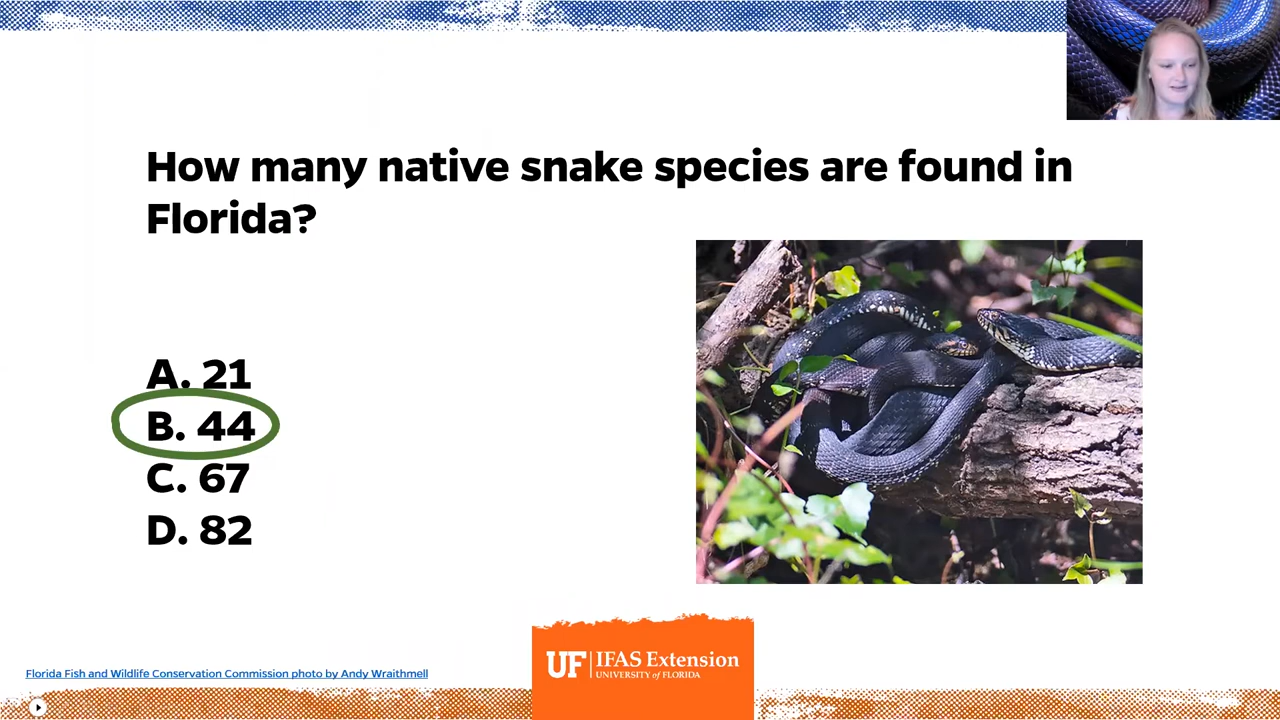 How many native snake species are found in
Florida?
A. 21
B. 44
C. 67
D. 82
Florida Fish and Wildlife Conservation Commission photo by Andy Wraithmell
UF IFAS Extension
UNIVERSITY of FLORIDA